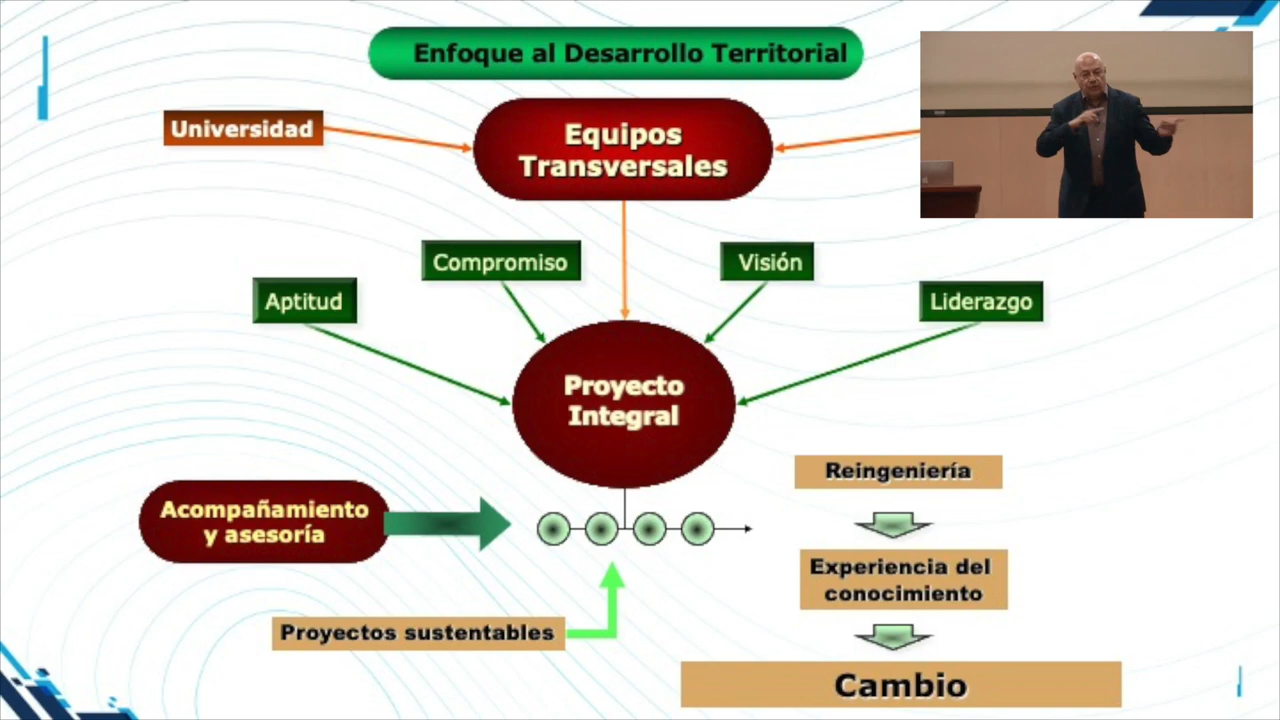 Enfoque al Desarrollo Territorial
Universidad
Equipos
Transversales
Compromiso
Visión
Aptitud
Liderazgo
Proyecto
Integral
Reingeniería
Acompañamiento
y asesoría
Experiencia del
conocimiento
Proyectos sustentables
Cambio